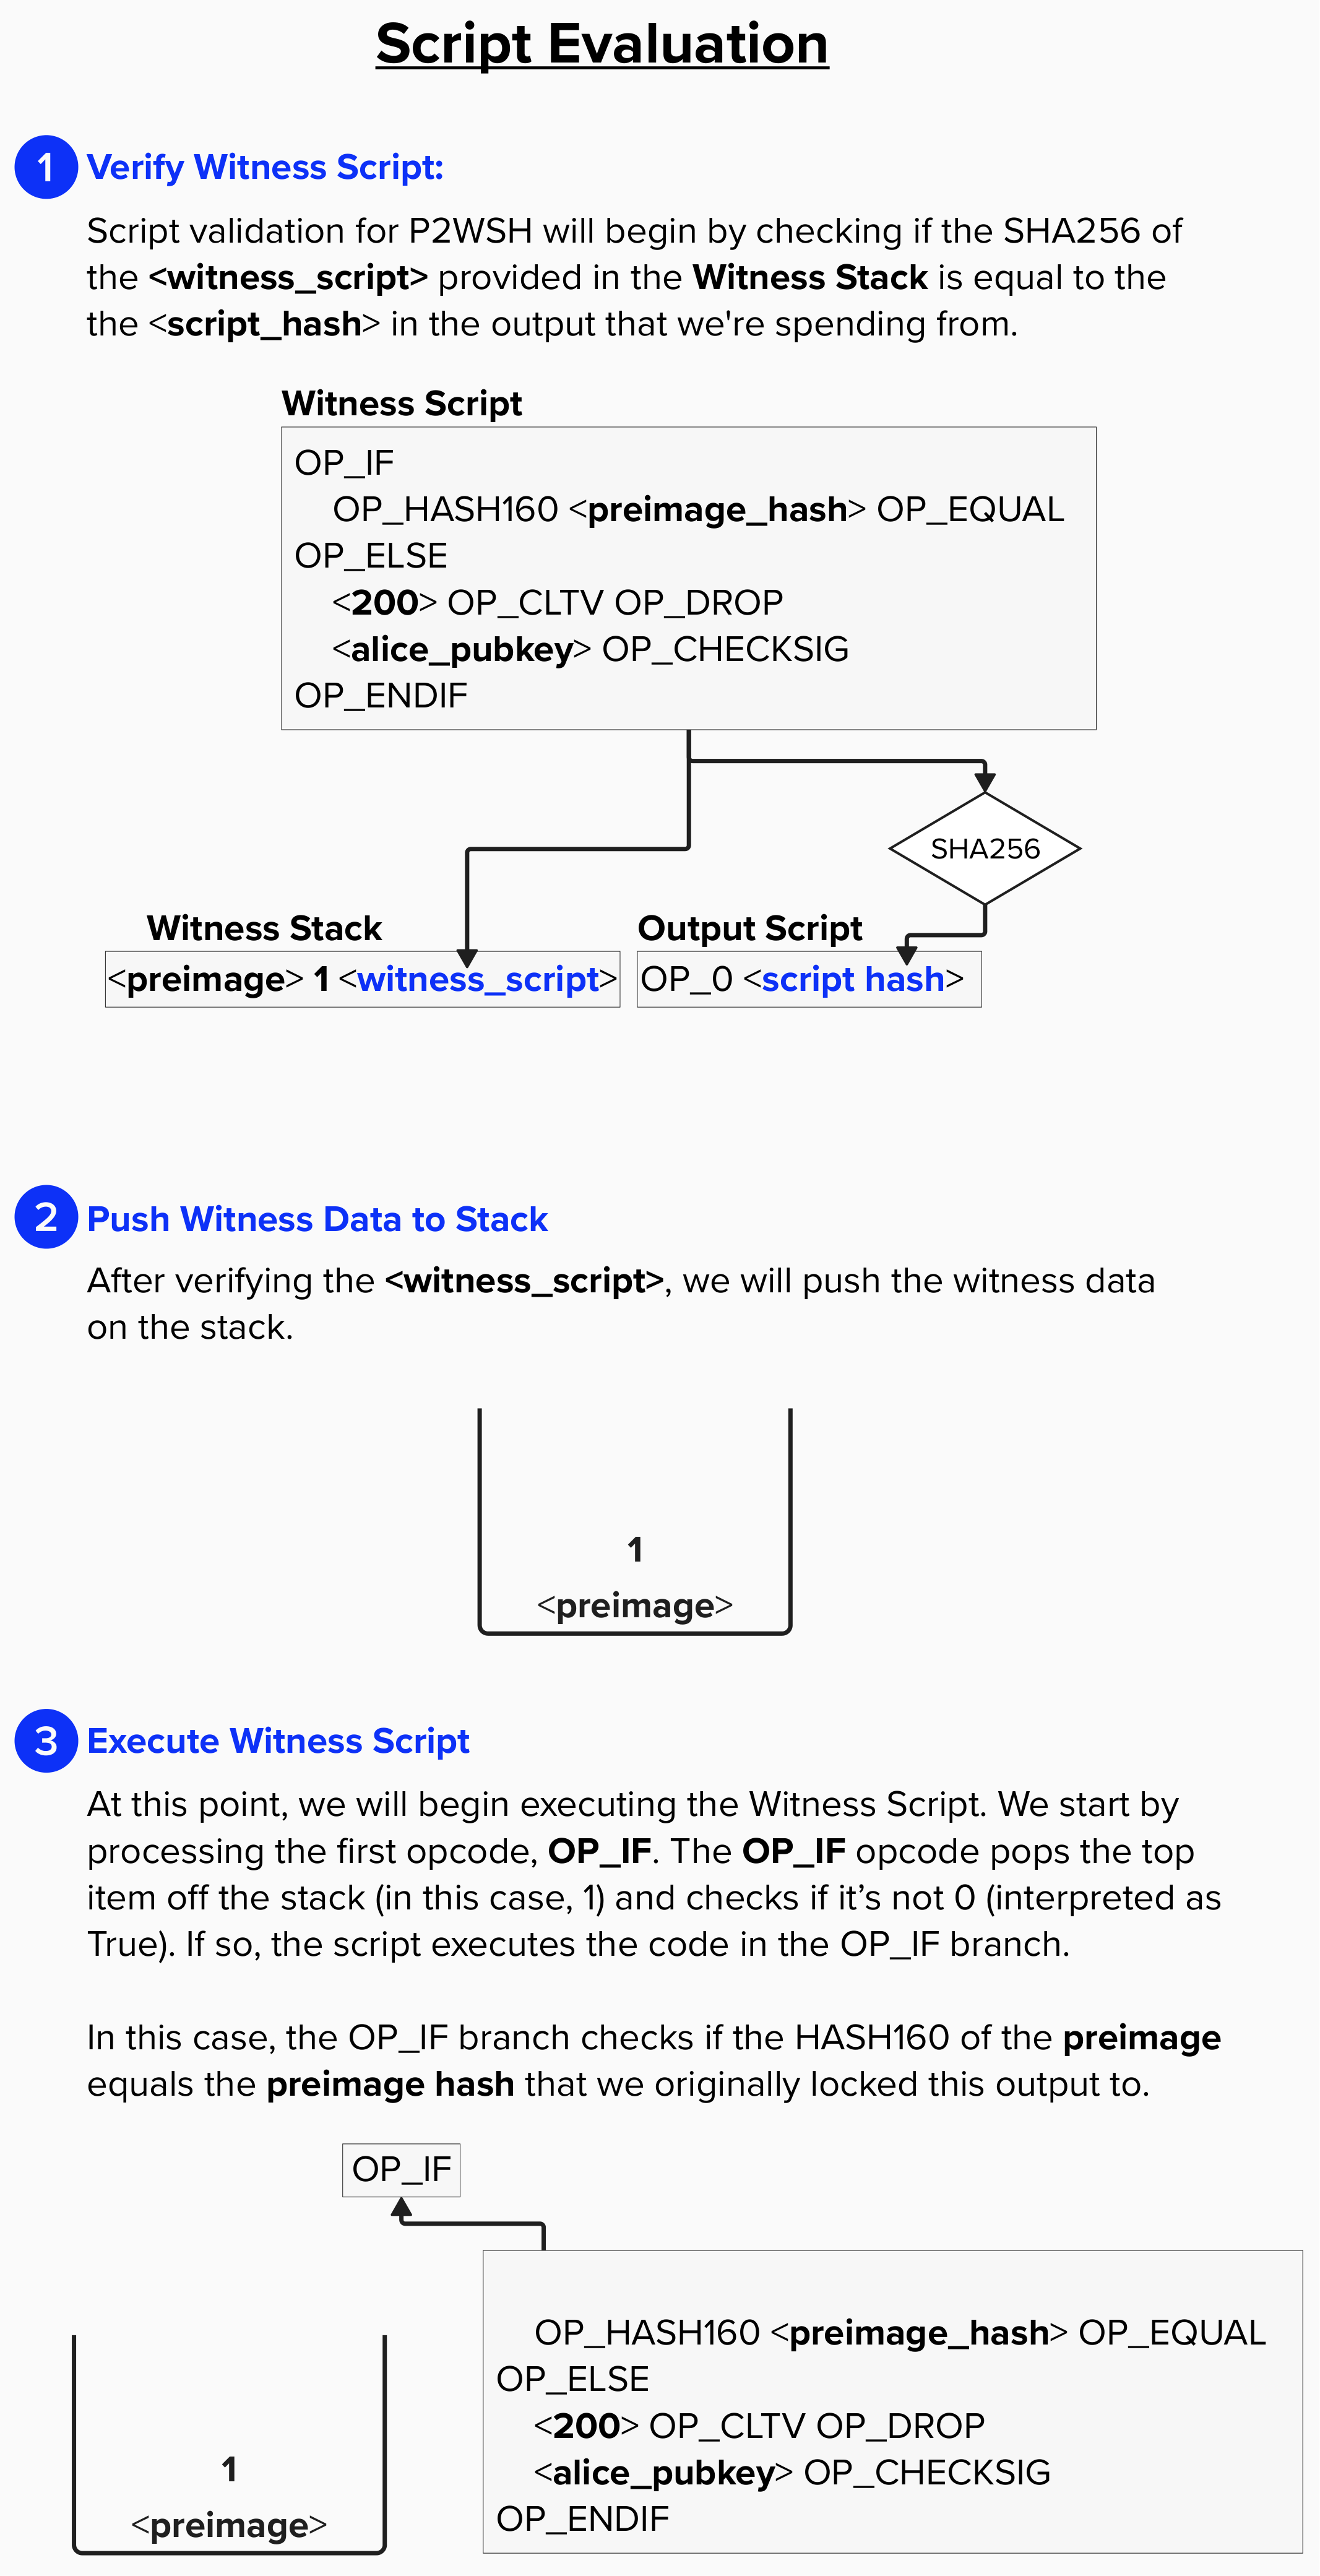 Script Evaluation
1 Verify Witness Script:
Script validation for P2WSH will begin by checking if the SHA256 of
the <witness_script> provided in the Witness Stack is equal to the
the <script_hash> in the output that we're spending from.
Witness Script
OP_IF
OP_HASH160 <preimage_hash> OP_EQUAL
OP_ELSE
<200> OP_CLTV OP_DROP
<alice_pubkey> OP_CHECKSIG
OP_ENDIF
SHA256
Witness Stack
<preimage> 1 <witness_script>
Output Script
OP_0 <script hash>
2 Push Witness Data to Stack
After verifying the <witness_script>, we will push the witness data
on the stack.
1
<preimage>
3 Execute Witness Script
At this point, we will begin executing the Witness Script. We start by
processing the first opcode, OP_IF. The OP_IF opcode pops the top
item off the stack (in this case, 1) and checks if it’s not 0 (interpreted as
True). If so, the script executes the code in the OP_IF branch.
In this case, the OP_IF branch checks if the HASH160 of the preimage
equals the preimage hash that we originally locked this output to.
OP_IF
1
<preimage>
OP_HASH160 <preimage_hash> OP_EQUAL
OP_ELSE
<200> OP_CLTV OP_DROP
<alice_pubkey> OP_CHECKSIG
OP_ENDIF